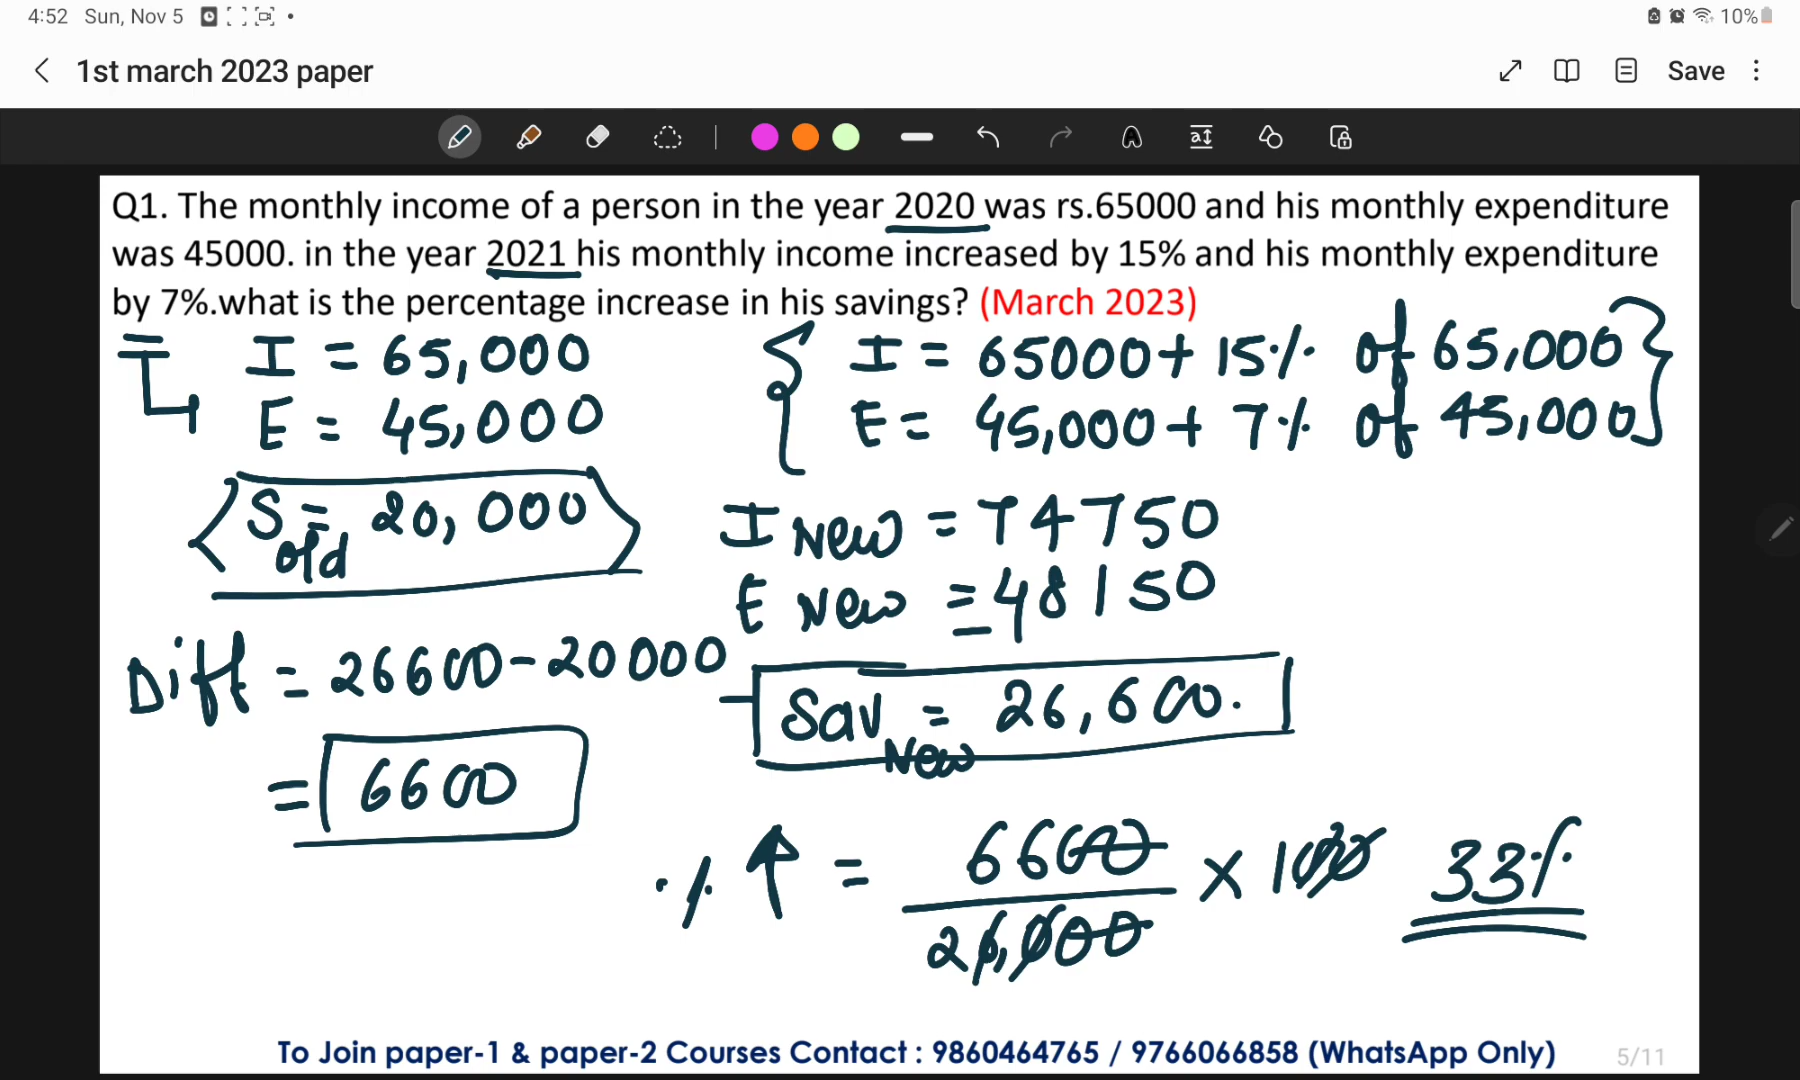 4:52 Sun, Nov 5
10%
1st march 2023 paper
Save
Q1. The monthly income of a person in the year 2020 was rs.65000 and his monthly expenditure
was 45000. in the year 2021 his monthly income increased by 15% and his monthly expenditure
by 7%.what is the percentage increase in his savings? (March 2023)
I = 65,000
E = 45,000
S old = 20,000
Diff = 26600-20000
= 6600
{ I = 65000+ 15% of 65,000 }
E = 45,000+ 7% of 45,000
I New = 74750
E New = 48150
Sav New = 26,600.
% ↑ = 6600
20,000
x 100
33%
To Join paper-1 & paper-2 Courses Contact : 9860464765 / 9766066858 (WhatsApp Only)
5/11